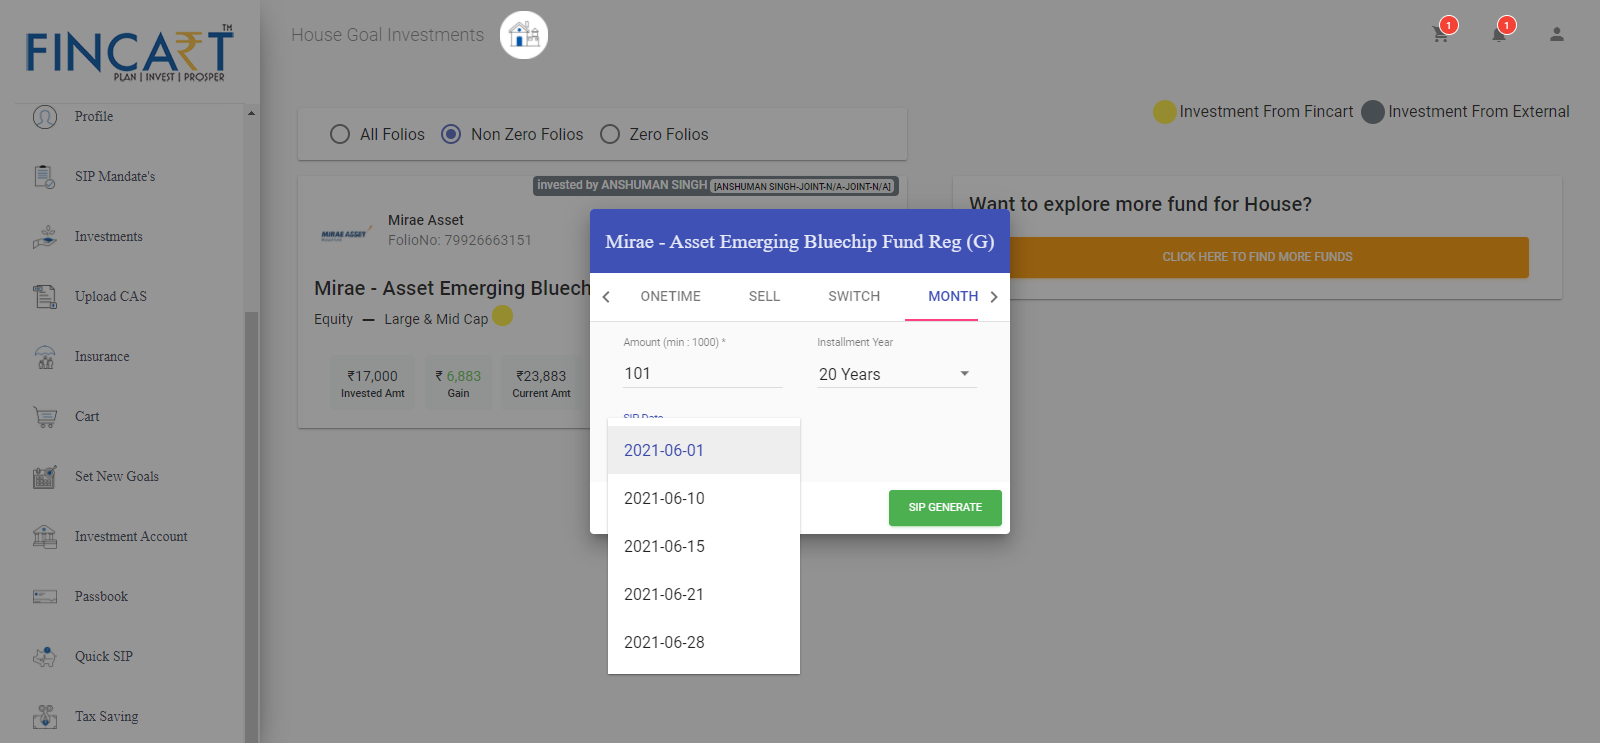 FINCART™
PLAN | INVEST | PROSPER
House Goal Investments
1
1
Profile
SIP Mandate's
Investments
Upload CAS
Insurance
Cart
Set New Goals
Investment Account
Passbook
Quick SIP
Tax Saving
All Folios
Non Zero Folios
Zero Folios
Investment From Fincart
Investment From External
invested by ANSHUMAN SINGH [ANSHUMAN SINGH-JOINT-N/A-JOINT-N/A]
MIRAE ASSET
Mirae Asset
FolioNo: 79926663151
Mirae - Asset Emerging Bluech
Equity — Large & Mid Cap
₹17,000
Invested Amt
₹ 6,883
Gain
₹23,883
Current Amt
Want to explore more fund for House?
CLICK HERE TO FIND MORE FUNDS
Mirae - Asset Emerging Bluechip Fund Reg (G)
ONETIME
SELL
SWITCH
MONTH
Amount (min : 1000) *
101
Installment Year
20 Years
SIP Date
2021-06-01
2021-06-10
2021-06-15
2021-06-21
2021-06-28
SIP GENERATE